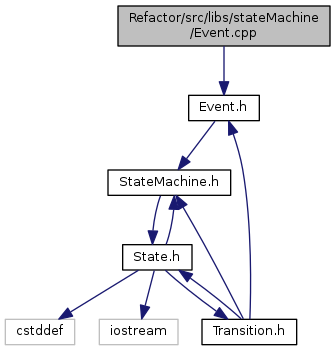 Refactor/src/libs/stateMachine
/Event.cpp
Event.h
StateMachine.h
State.h
cstddef
iostream
Transition.h